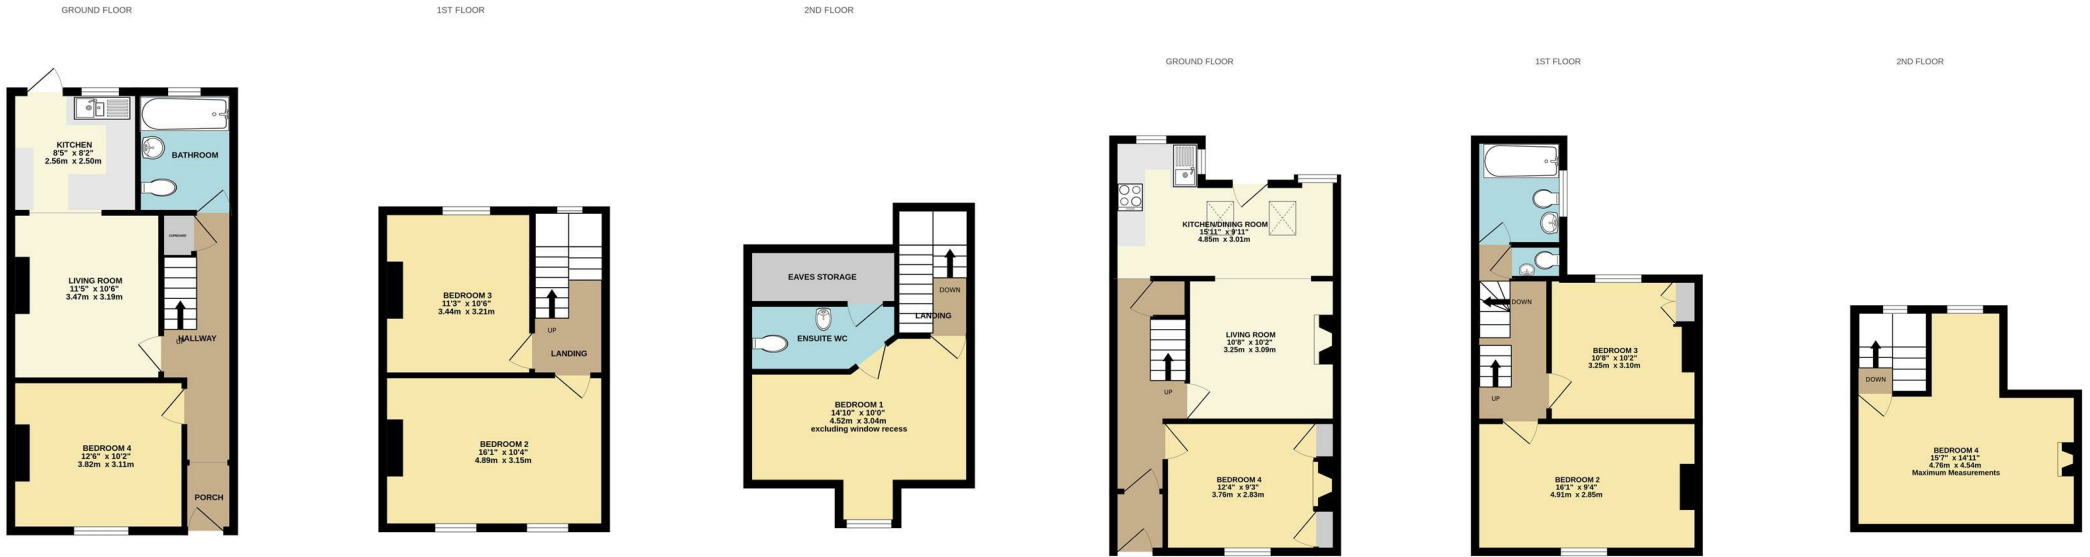 GROUND FLOOR
KITCHEN
8'5" x 8'2"
2.56m x 2.50m
BATHROOM
CUPBOARD
LIVING ROOM
11'5" x 10'6"
3.47m x 3.19m
UP
HALLWAY
BEDROOM 4
12'6" x 10'2"
3.82m x 3.11m
PORCH
1ST FLOOR
BEDROOM 3
11'3" x 10'6"
3.44m x 3.21m
UP
LANDING
BEDROOM 2
16'1" x 10'4"
4.89m x 3.15m
2ND FLOOR
EAVES STORAGE
DOWN
LANDING
ENSUITE WC
BEDROOM 1
14'10" x 10'0"
4.52m x 3.04m
excluding window recess
GROUND FLOOR
KITCHEN/DINING ROOM
15'11" x 9'11"
4.85m x 3.01m
LIVING ROOM
10'8" x 10'2"
3.25m x 3.09m
UP
BEDROOM 4
12'4" x 9'3"
3.76m x 2.83m
1ST FLOOR
DOWN
BEDROOM 3
10'8" x 10'2"
3.25m x 3.10m
UP
BEDROOM 2
16'1" x 9'4"
4.91m x 2.85m
2ND FLOOR
DOWN
BEDROOM 4
15'7" x 14'11"
4.76m x 4.54m
Maximum Measurements